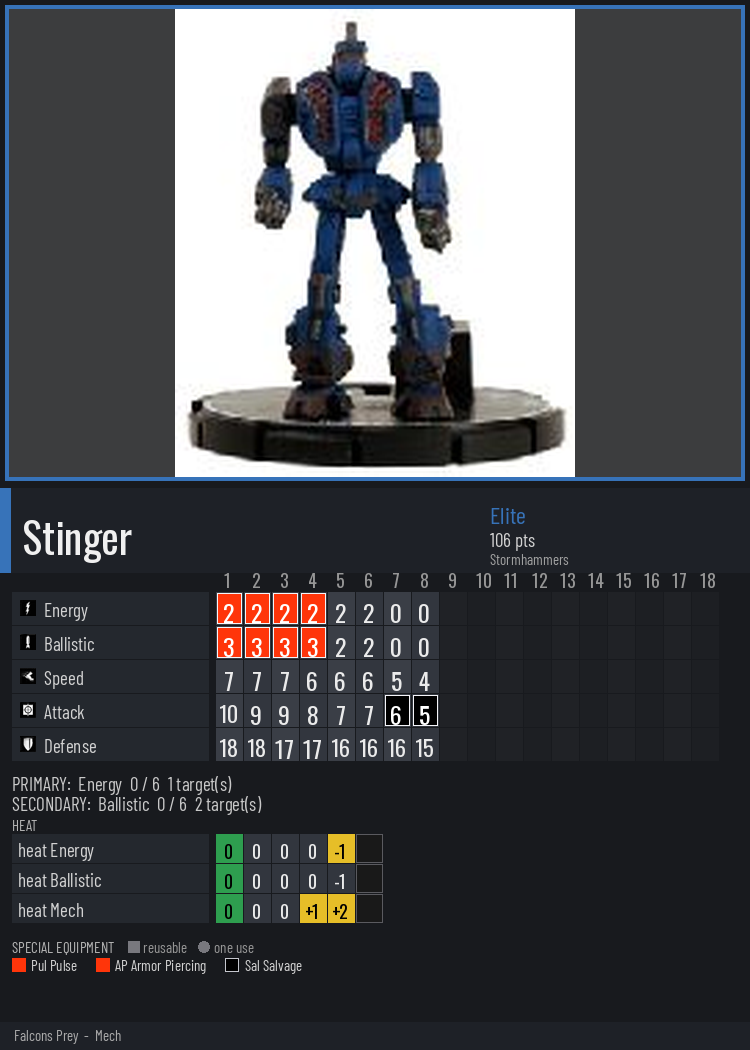 Stinger
Elite
106 pts
Stormhammers
1 2 3 4 5 6 7 8 9 10 11 12 13 14 15 16 17 18
Energy 2 2 2 2 2 2 0 0
Ballistic 3 3 3 3 2 2 0 0
Speed 7 7 7 6 6 6 5 4
Attack 10 9 9 8 7 7 6 5
Defense 18 18 17 17 16 16 16 15
PRIMARY: Energy 0 / 6 1 target(s)
SECONDARY: Ballistic 0 / 6 2 target(s)
HEAT
heat Energy 0 0 0 0 -1
heat Ballistic 0 0 0 0 -1
heat Mech 0 0 0 +1 +2
SPECIAL EQUIPMENT reusable one use
Pul Pulse AP Armor Piercing Sal Salvage
Falcons Prey - Mech